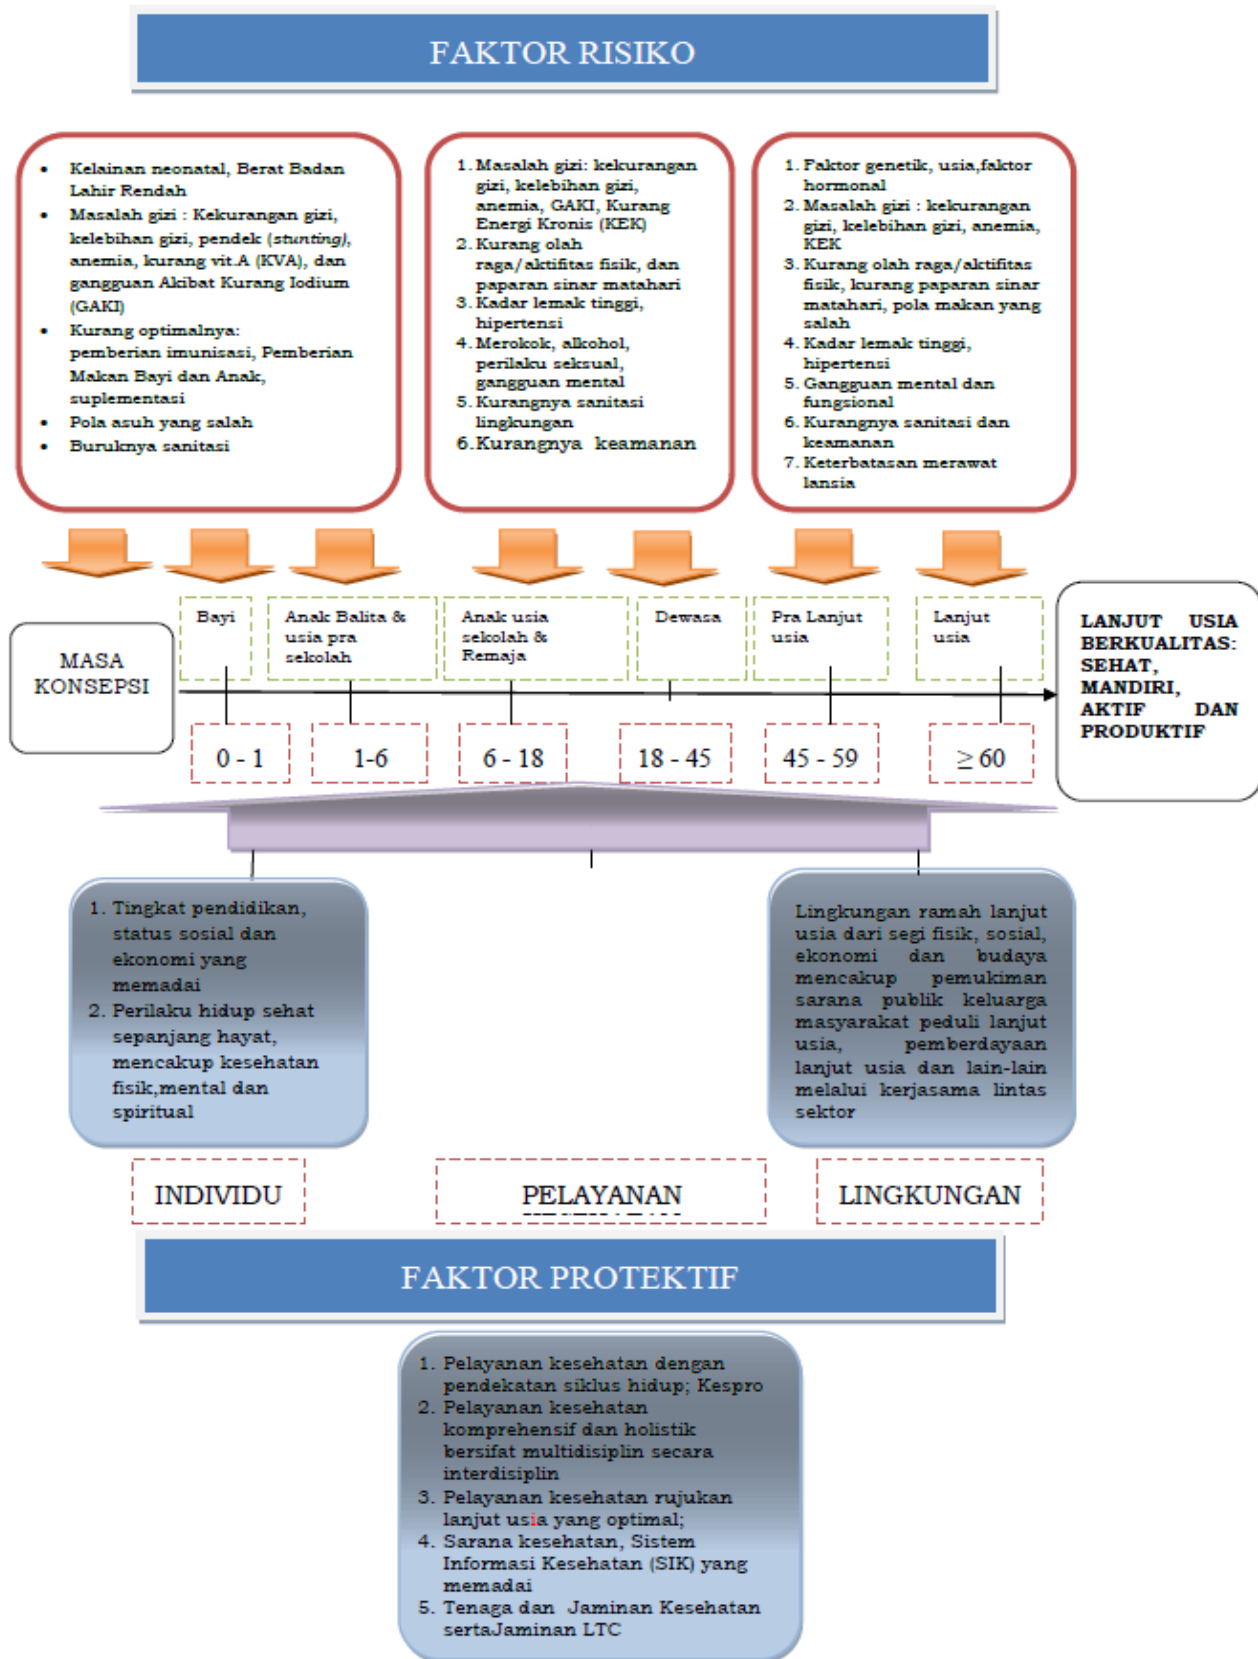 FAKTOR RISIKO
• Kelainan neonatal, Berat Badan
Lahir Rendah
• Masalah gizi : Kekurangan gizi,
kelebihan gizi, pendek (stunting),
anemia, kurang vit.A (KVA), dan
gangguan Akibat Kurang Iodium
(GAKI)
• Kurang optimalnya:
pemberian imunisasi, Pemberian
Makan Bayi dan Anak,
suplementasi
• Pola asuh yang salah
• Buruknya sanitasi
1. Masalah gizi: kekurangan
gizi, kelebihan gizi,
anemia, GAKI, Kurang
Energi Kronis (KEK)
2. Kurang olah
raga/aktifitas fisik, dan
paparan sinar matahari
3. Kadar lemak tinggi,
hipertensi
4. Merokok, alkohol,
perilaku seksual,
gangguan mental
5. Kurangnya sanitasi
lingkungan
6. Kurangnya keamanan
1. Faktor genetik, usia,faktor
hormonal
2. Masalah gizi : kekurangan
gizi, kelebihan gizi, anemia,
KEK
3. Kurang olah raga/aktifitas
fisik, kurang paparan sinar
matahari, pola makan yang
salah
4. Kadar lemak tinggi,
hipertensi
5. Gangguan mental dan
fungsional
6. Kurangnya sanitasi dan
keamanan
7. Keterbatasan merawat
lansia
MASA
KONSEPSI
Bayi
Anak Balita &
usia pra
sekolah
Anak usia
sekolah &
Remaja
Dewasa
Pra Lanjut
usia
Lanjut
usia
LANJUT USIA
BERKUALITAS:
SEHAT,
MANDIRI,
AKTIF DAN
PRODUKTIF
0 - 1
1-6
6 - 18
18 - 45
45 - 59
≥ 60
1. Tingkat pendidikan,
status sosial dan
ekonomi yang
memadai
2. Perilaku hidup sehat
sepanjang hayat,
mencakup kesehatan
fisik,mental dan
spiritual
Lingkungan ramah lanjut
usia dari segi fisik, sosial,
ekonomi dan budaya
mencakup pemukiman
sarana publik keluarga
masyarakat peduli lanjut
usia, pemberdayaan
lanjut usia dan lain-lain
melalui kerjasama lintas
sektor
INDIVIDU
PELAYANAN
LINGKUNGAN
FAKTOR PROTEKTIF
1. Pelayanan kesehatan dengan
pendekatan siklus hidup; Kespro
2. Pelayanan kesehatan
komprehensif dan holistik
bersifat multidisiplin secara
interdisiplin
3. Pelayanan kesehatan rujukan
lanjut usia yang optimal;
4. Sarana kesehatan, Sistem
Informasi Kesehatan (SIK) yang
memadai
5. Tenaga dan Jaminan Kesehatan
sertaJaminan LTC